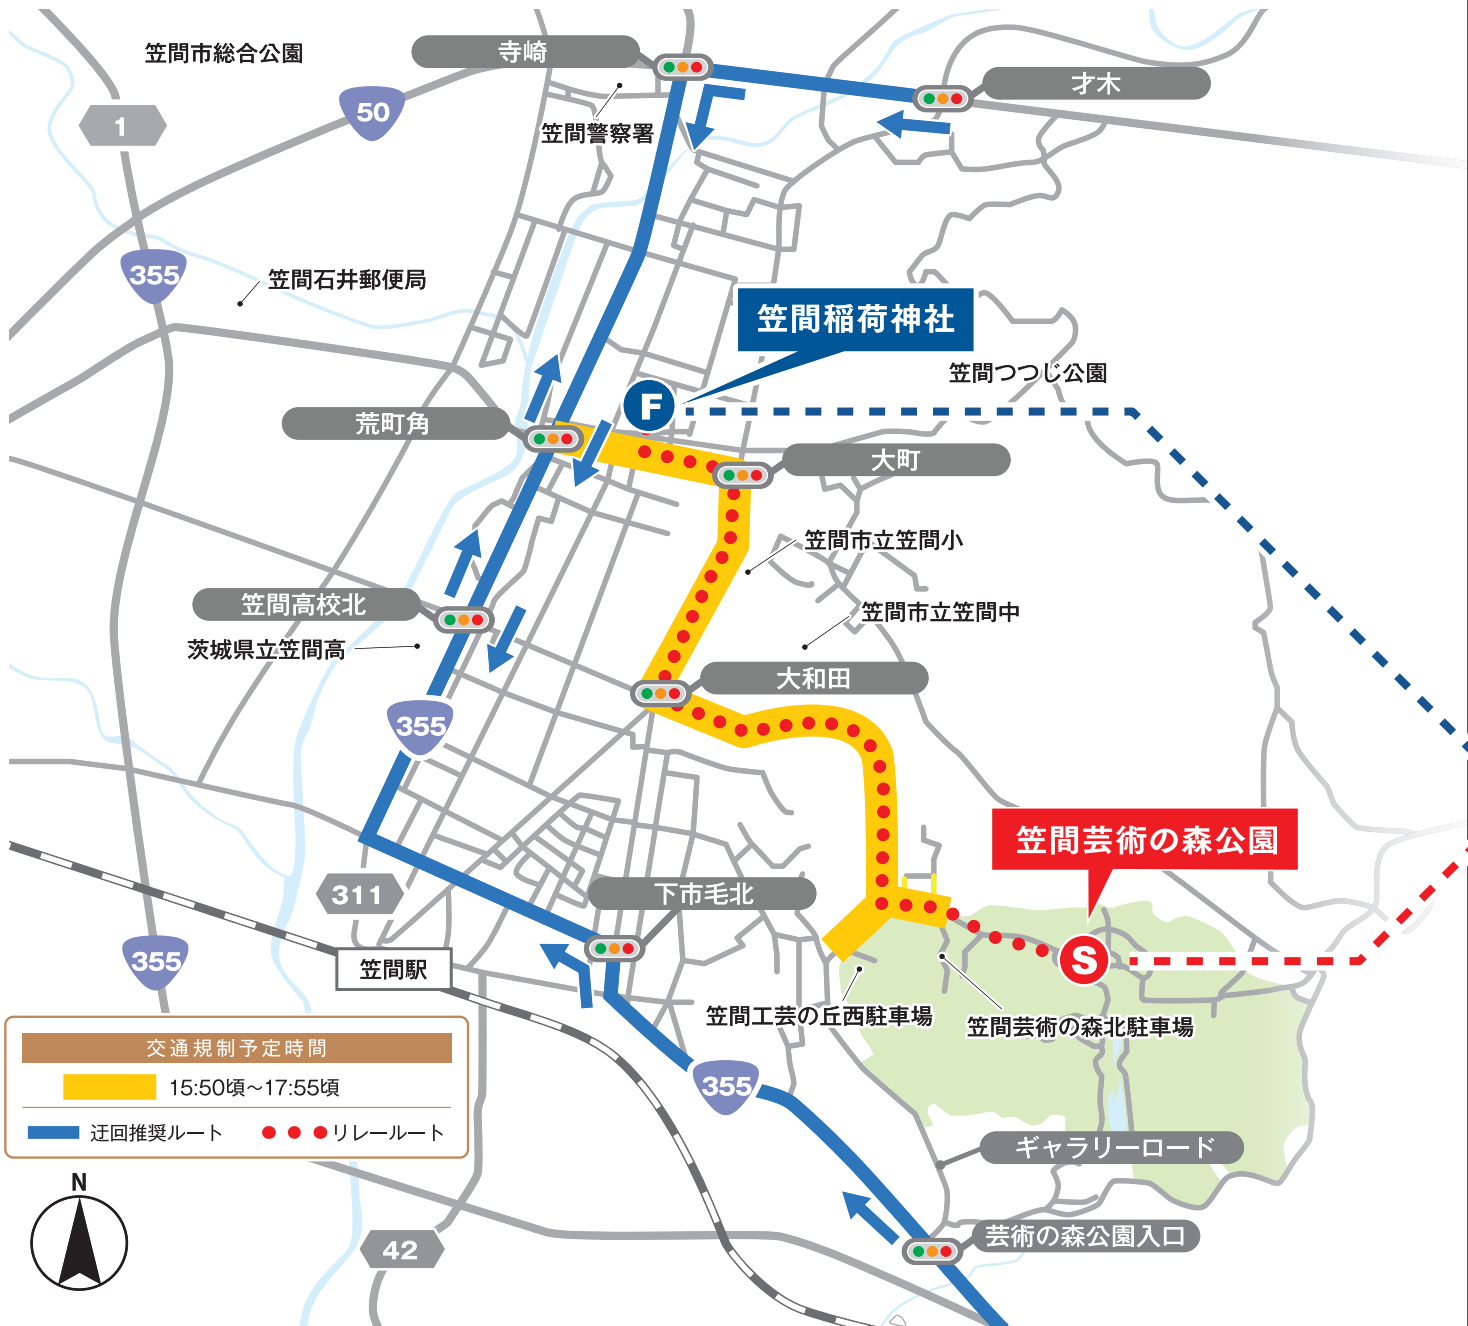 笠間市総合公園
寺崎
才木
50
1
笠間警察署
355
笠間石井郵便局
笠間稲荷神社
笠間つつじ公園
F
荒町角
大町
笠間市立笠間小
笠間高校北
笠間市立笠間中
茨城県立笠間高
大和田
355
笠間芸術の森公園
311
下市毛北
355
笠間駅
S
笠間工芸の丘西駐車場
笠間芸術の森北駐車場
交通規制予定時間
15:50頃～17:55頃
迂回推奨ルート
リレールート
355
ギャラリーロード
N
42
芸術の森公園入口